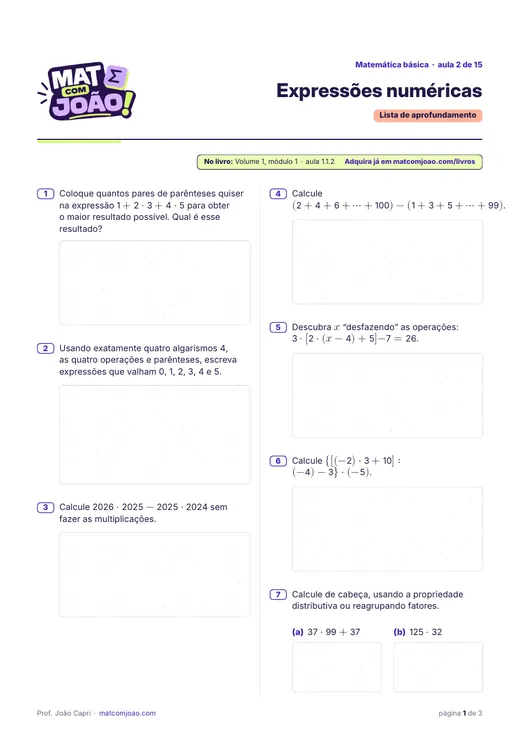 MAT
COM
JOÃO!
Σ
Matemática básica · aula 2 de 15
Expressões numéricas
Lista de aprofundamento
No livro: Volume 1, módulo 1 · aula 1.1.2 Adquira já em matcomjoao.com/livros
1 Coloque quantos pares de parênteses quiser
na expressão 1 + 2 · 3 + 4 · 5 para obter
o maior resultado possível. Qual é esse
resultado?
2 Usando exatamente quatro algarismos 4,
as quatro operações e parênteses, escreva
expressões que valham 0, 1, 2, 3, 4 e 5.
3 Calcule 2026 · 2025 − 2025 · 2024 sem
fazer as multiplicações.
4 Calcule
(2 + 4 + 6 + ⋯ + 100) − (1 + 3 + 5 + ⋯ + 99).
5 Descubra x “desfazendo” as operações:
3 · [2 · (x − 4) + 5]−7 = 26.
6 Calcule {[(−2) · 3 + 10] :
(−4) − 3} · (−5).
7 Calcule de cabeça, usando a propriedade
distributiva ou reagrupando fatores.
(a) 37 · 99 + 37 (b) 125 · 32
Prof. João Capri · matcomjoao.com
página 1 de 3